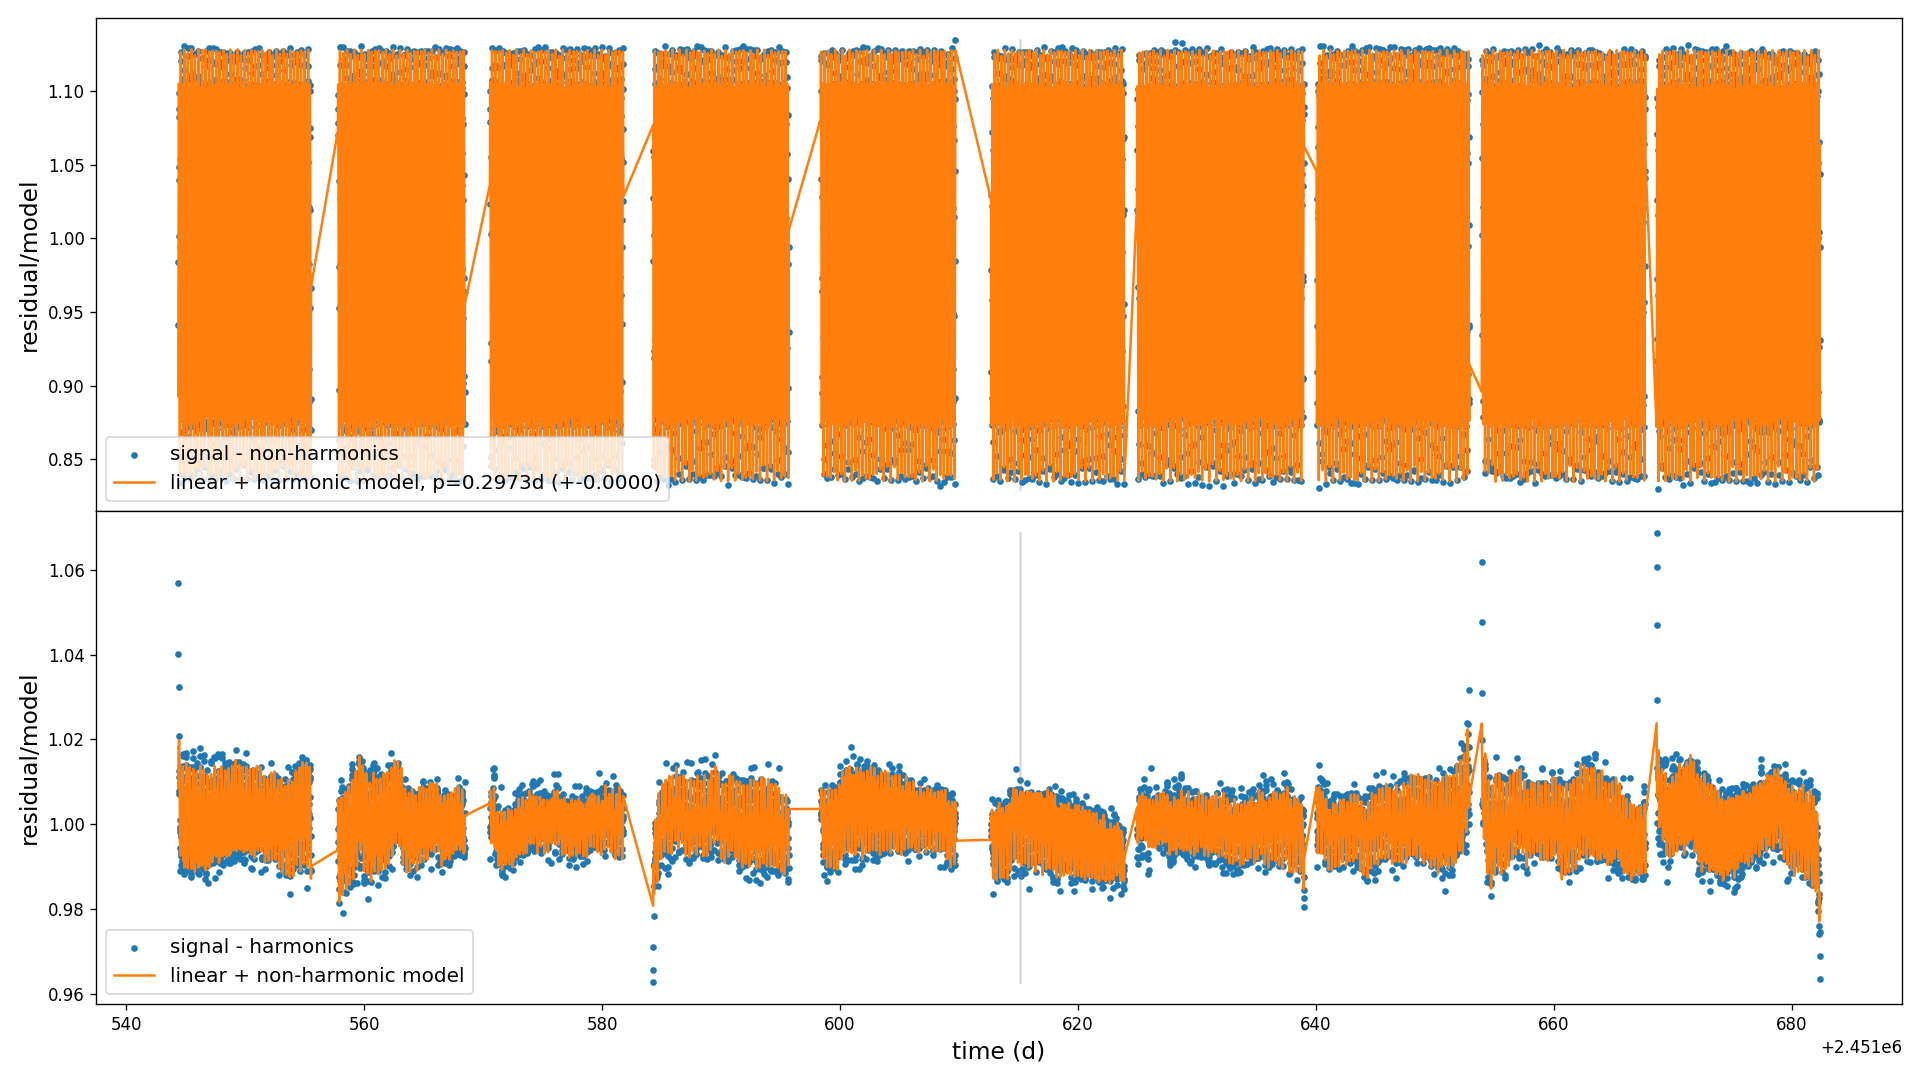 residual/model
1.10
1.05
1.00
0.95
0.90
0.85
signal - non-harmonics
linear + harmonic model, p=0.2973d (+-0.0000)
residual/model
1.06
1.04
1.02
1.00
0.98
0.96
signal - harmonics
linear + non-harmonic model
540 560 580 600 620 640 660 680
time (d)
+2.451e6